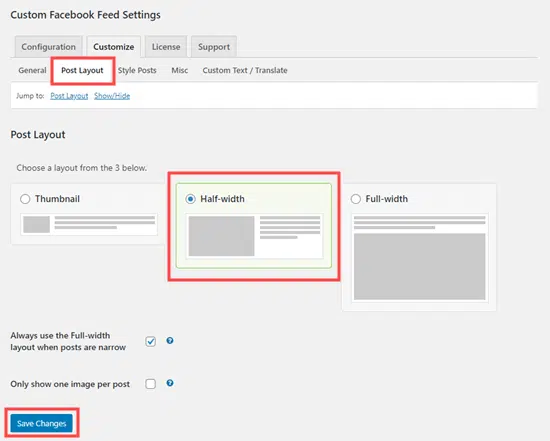 Custom Facebook Feed Settings
Configuration Customize License Support
General Post Layout Style Posts Misc Custom Text / Translate
Jump to: Post Layout Show/Hide
Post Layout
Choose a layout from the 3 below.
Thumbnail Half-width Full-width
Always use the Full-width
layout when posts are narrow ?
Only show one image per post ?
Save Changes